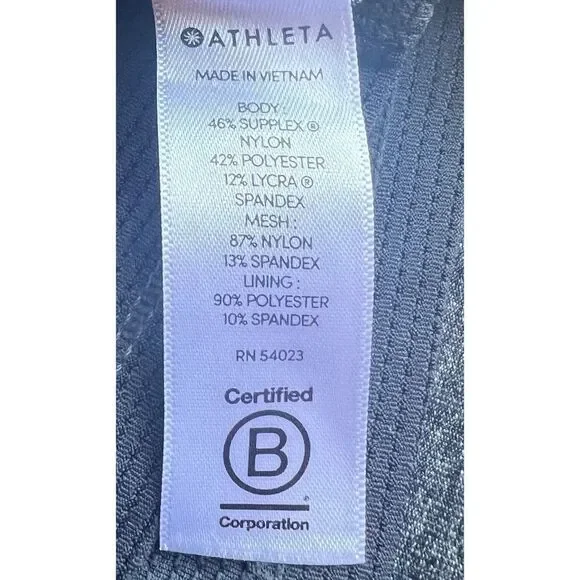 ATHLETA
MADE IN VIETNAM
BODY :
46% SUPPLEX ®
NYLON
42% POLYESTER
12% LYCRA ®
SPANDEX
MESH :
87% NYLON
13% SPANDEX
LINING :
90% POLYESTER
10% SPANDEX
RN 54023
Certified
B
®
Corporation